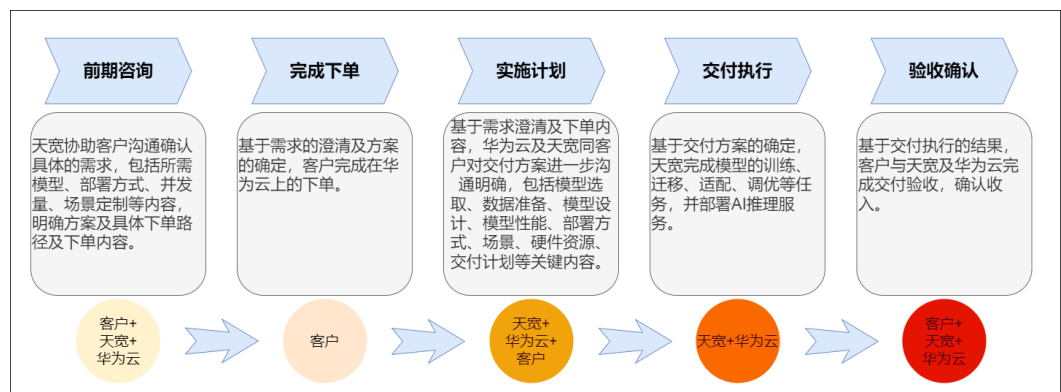 前期咨询
完成下单
实施计划
交付执行
验收确认
天宽协助客户沟通确认
具体的需求，包括所需
模型、部署方式、并发
量、场景定制等内容，
明确方案及具体下单路
径及下单内容。
基于需求的澄清及方案
的确定，客户完成在华
为云上的下单。
基于需求澄清及下单内
容，华为云及天宽同客
户对交付方案进一步沟
通明确，包括模型选
取、数据准备、模型设
计、模型性能、部署方
式、场景、硬件资源、
交付计划等关键内容。
基于交付方案的确定，
天宽完成模型的训练、
迁移、适配、调优等任
务，并部署AI推理服
务。
基于交付执行的结果，
客户与天宽及华为云完
成交付验收，确认收
入。
客户+
天宽+
华为云
客户
天宽+
华为云+
客户
天宽+华为云
客户+
天宽+
华为云